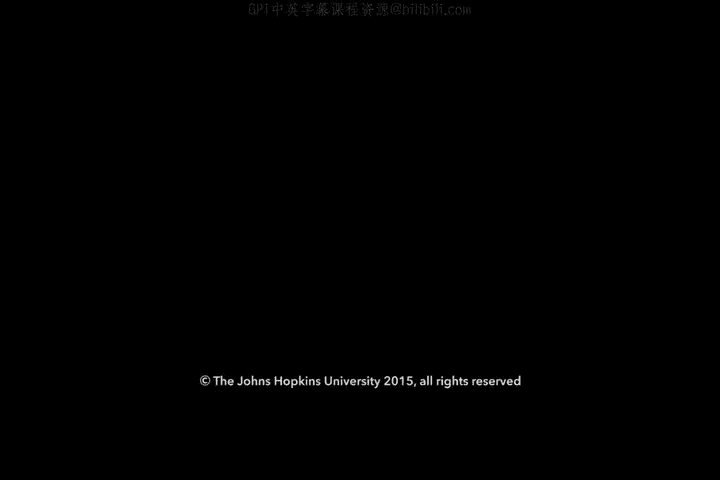 GPT中英字幕课程资源@bilibili.com
© The Johns Hopkins University 2015, all rights reserved